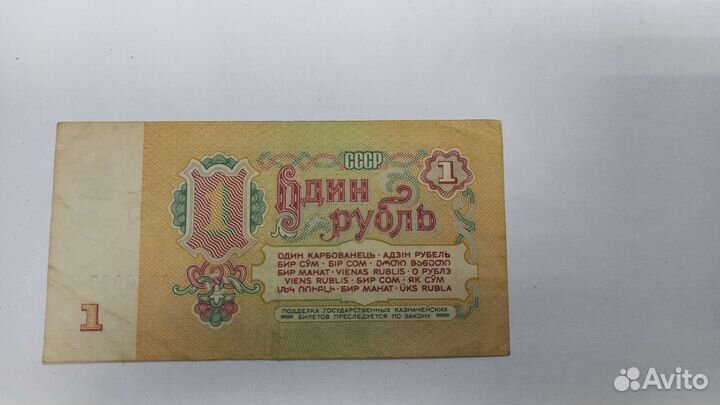 СССР
1
1
Один
рубль
ОДИН КАРБОВАНЕЦЬ · АДЗІН РУБЕЛЬ
БИР СЎМ · БІР СОМ · ᲔᲠᲗᲘ ᲛᲐᲜᲔᲗᲘ
БИР МАНАТ · VIENAS RUBLIS · О РУБЛЭ
VIENS RUBLIS · БИР СОМ · ЯК СЎМ
ՄԵԿ ՌՈՒԲԼԻ · БИР МАНАТ · ÜKS RUBLA
1
ПОДДЕЛКА ГОСУДАРСТВЕННЫХ КАЗНАЧЕЙСКИХ
БИЛЕТОВ ПРЕСЛЕДУЕТСЯ ПО ЗАКОНУ
Avito